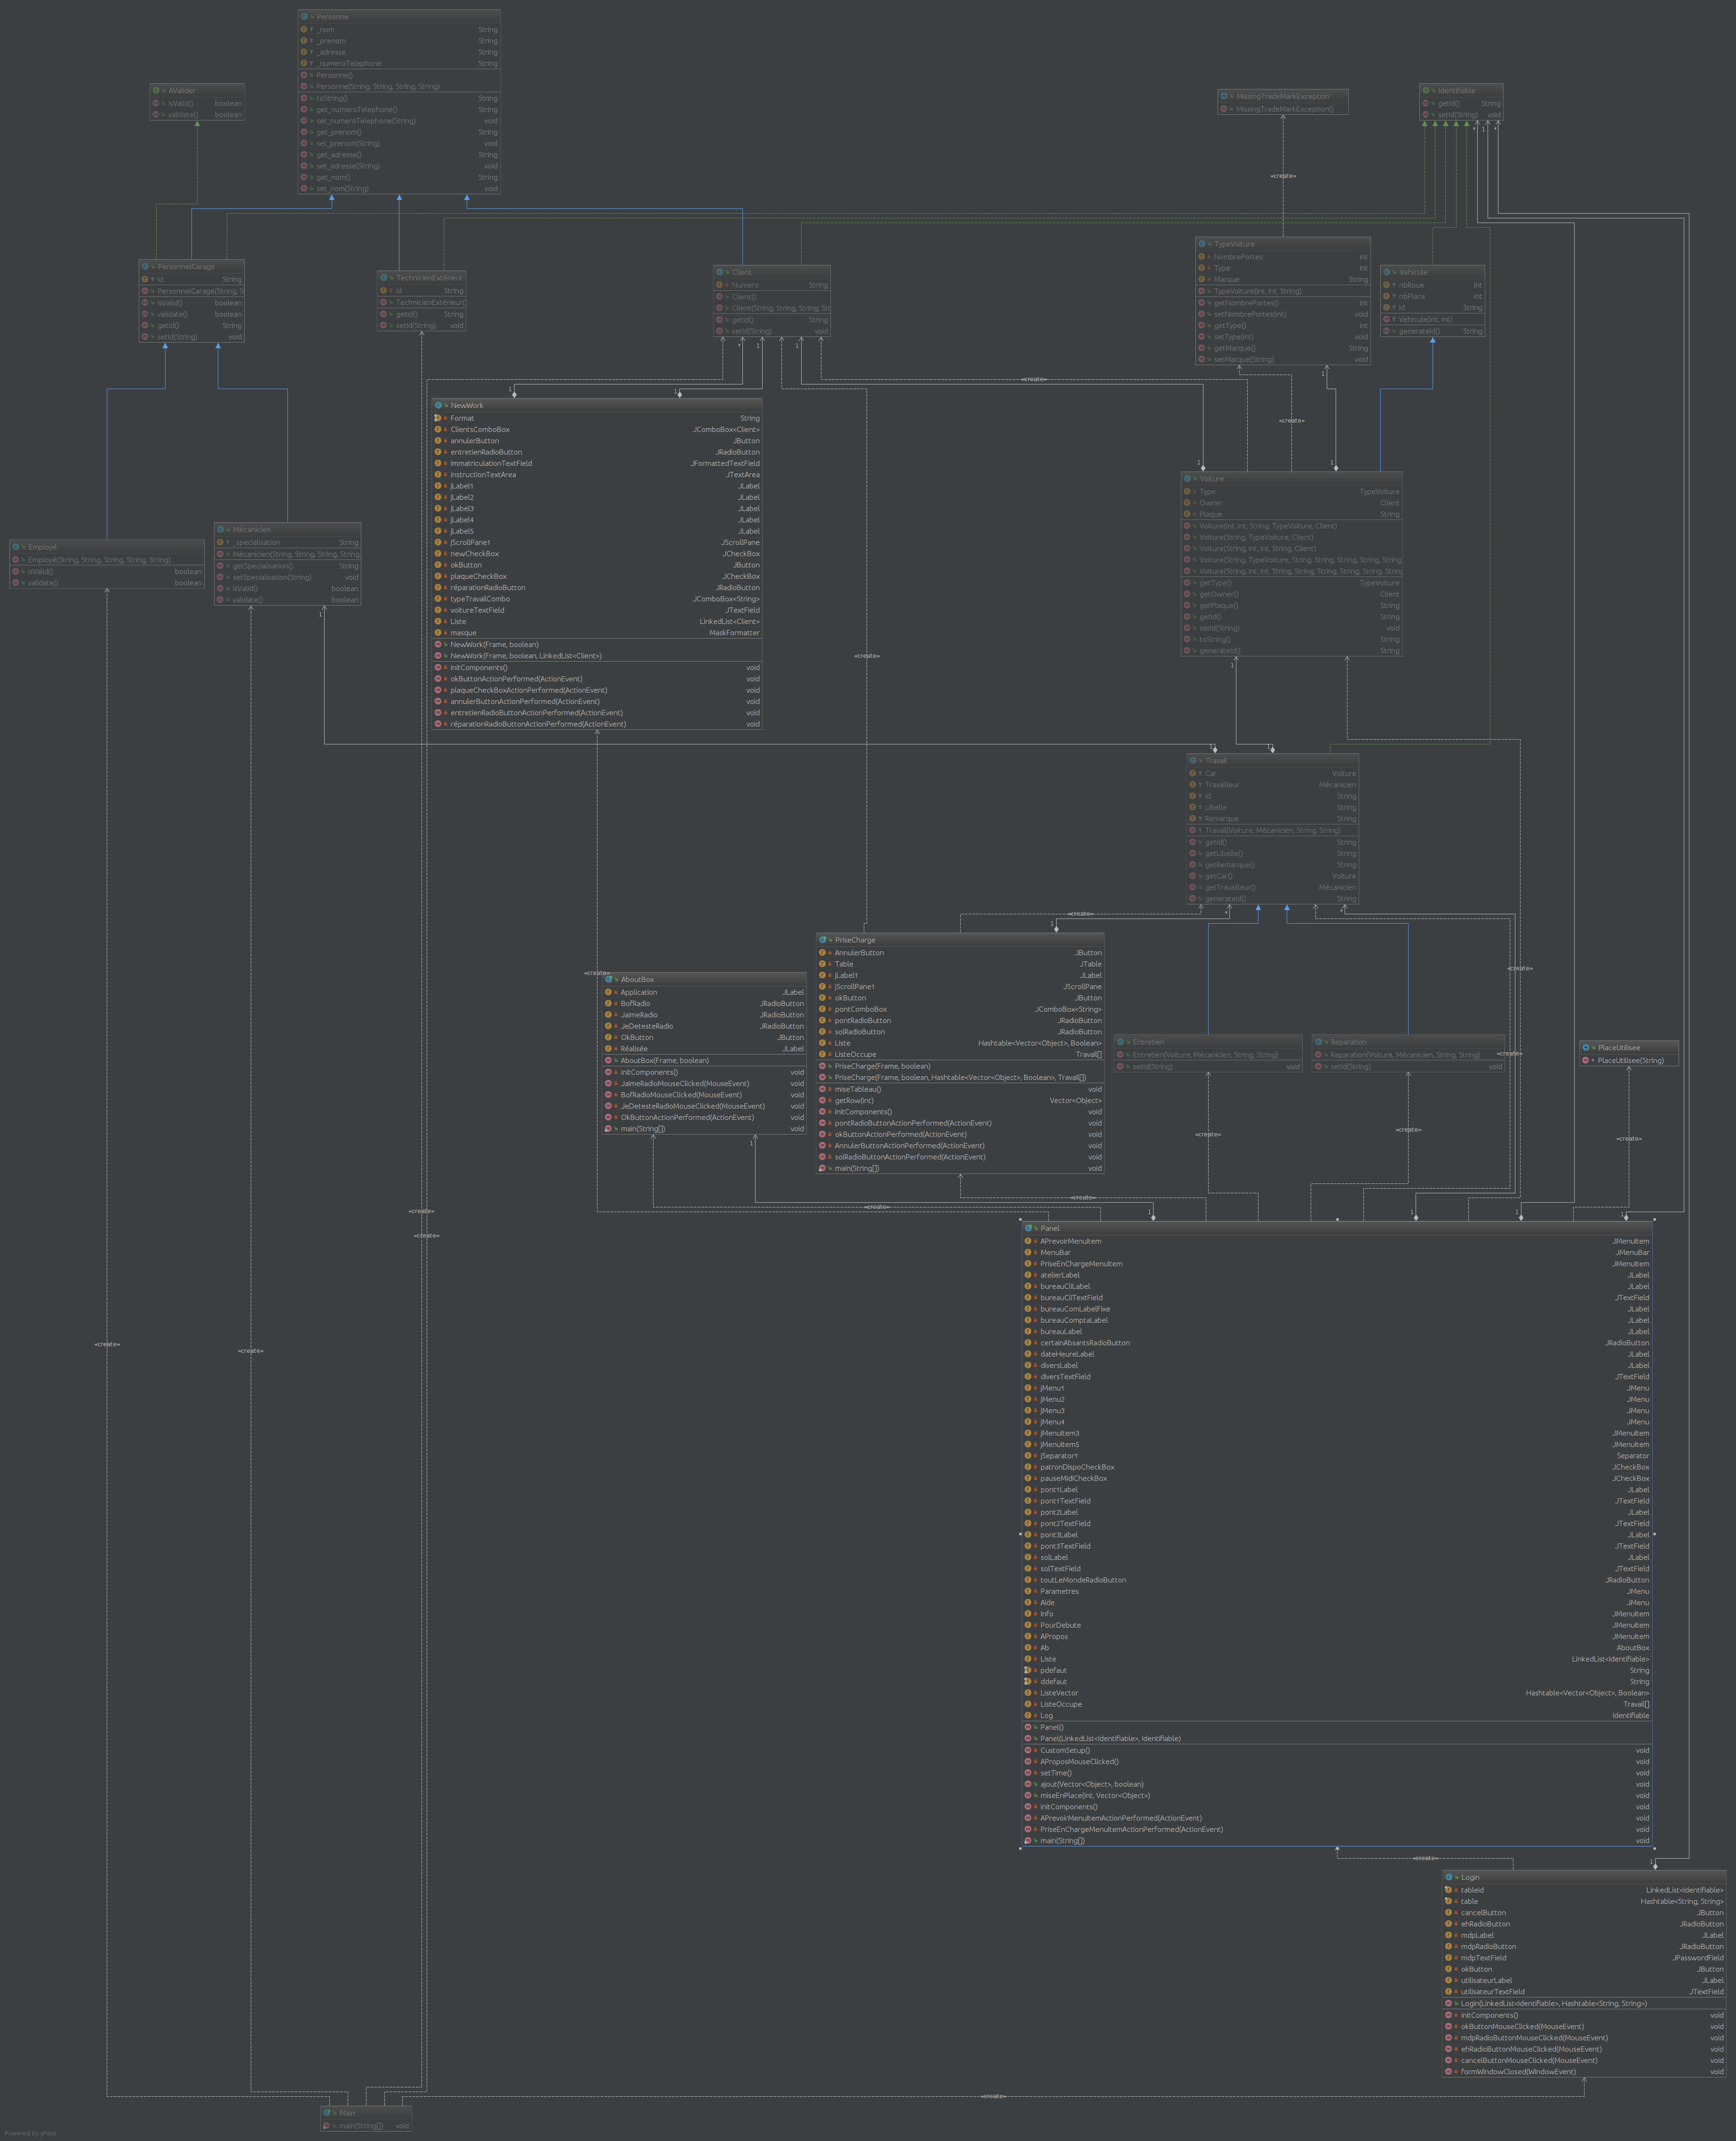 Personne
_nom String
_prenom String
_adresse String
_numeroTelephone String
Personne()
Personne(String, String, String, String)
toString() String
get_numeroTelephone() String
set_numeroTelephone(String) void
get_prenom() String
set_prenom(String) void
get_adresse() String
set_adresse(String) void
get_nom() String
set_nom(String) void
AValider
isValid() boolean
validate() boolean
MissingTradeMarkException
MissingTradeMarkException()
Identifiable
getId() String
setId(String) void
* 1 *
«create»
PersonnelGarage
id String
PersonnelGarage(String, S
isValid() boolean
validate() boolean
getId() String
setId(String) void
TechnicienExtérieur
id String
TechnicienExtérieur(
getId() String
setId(String) void
Client
Numero String
Client()
Client(String, String, String, St
getId() String
setId(String) void
TypeVoiture
NombrePortes int
Type int
Marque String
TypeVoiture(int, int, String)
getNombrePortes() int
setNombrePortes(int) void
getType() int
setType(int) void
getMarque() String
setMarque(String) void
Vehicule
nbRoue int
nbPlace int
id String
Vehicule(int, int)
generateId() String
* 1 1
1
«create»
1 1
«create»
NewWork
Format String
ClientsComboBox JComboBox<Client>
annulerButton JButton
entretienRadioButton JRadioButton
immatriculationTextField JFormattedTextField
instructionTextArea JTextArea
jLabel1 JLabel
jLabel2 JLabel
jLabel3 JLabel
jLabel4 JLabel
jLabel5 JLabel
jScrollPane1 JScrollPane
newCheckBox JCheckBox
okButton JButton
plaqueCheckBox JCheckBox
réparationRadioButton JRadioButton
typeTravailCombo JComboBox<String>
voitureTextField JTextField
Liste LinkedList<Client>
masque MaskFormatter
NewWork(Frame, boolean)
NewWork(Frame, boolean, LinkedList<Client>)
initComponents() void
okButtonActionPerformed(ActionEvent) void
plaqueCheckBoxActionPerformed(ActionEvent) void
annulerButtonActionPerformed(ActionEvent) void
entretienRadioButtonActionPerformed(ActionEvent) void
réparationRadioButtonActionPerformed(ActionEvent) void
1 1
Voiture
Type TypeVoiture
Owner Client
Plaque String
Voiture(int, int, String, TypeVoiture, Client)
Voiture(String, TypeVoiture, Client)
Voiture(String, int, int, String, Client)
Voiture(String, TypeVoiture, String, String, String, String
Voiture(String, int, int, String, String, String, String, String
getType() TypeVoiture
getOwner() Client
getPlaque() String
getId() String
setId(String) void
toString() String
generateId() String
Employé
Employé(String, String, String, String, String)
isValid() boolean
validate() boolean
Mécanicien
_specialisation String
Mécanicien(String, String, String, String,
getSpecialisation() String
setSpecialisation(String) void
isValid() boolean
validate() boolean
1
«create»
1
1 1
Travail
Car Voiture
Travailleur Mécanicien
id String
Libelle String
Remarque String
Travail(Voiture, Mécanicien, String, String)
getId() String
getLibelle() String
getRemarque() String
getCar() Voiture
getTravailleur() Mécanicien
generateId() String
«create»
* *
1
PriseCharge
AnnulerButton JButton
Table JTable
jLabel1 JLabel
jScrollPane1 JScrollPane
okButton JButton
pontComboBox JComboBox<String>
pontRadioButton JRadioButton
solRadioButton JRadioButton
Liste Hashtable<Vector<Object>, Boolean>
ListeOccupe Travail[]
PriseCharge(Frame, boolean)
PriseCharge(Frame, boolean, Hashtable<Vector<Object>, Boolean>, Travail[])
miseTableau() void
getRow(int) Vector<Object>
initComponents() void
pontRadioButtonActionPerformed(ActionEvent) void
okButtonActionPerformed(ActionEvent) void
AnnulerButtonActionPerformed(ActionEvent) void
solRadioButtonActionPerformed(ActionEvent) void
main(String[]) void
«create»
«create»
AboutBox
Application JLabel
BofRadio JRadioButton
JaimeRadio JRadioButton
JeDetesteRadio JRadioButton
OkButton JButton
Réalisée JLabel
AboutBox(Frame, boolean)
initComponents() void
JaimeRadioMouseClicked(MouseEvent) void
BofRadioMouseClicked(MouseEvent) void
JeDetesteRadioMouseClicked(MouseEvent) void
OkButtonActionPerformed(ActionEvent) void
main(String[]) void
Entretien
Entretien(Voiture, Mécanicien, String, String)
setId(String) void
Reparation
Reparation(Voiture, Mécanicien, String, String)
setId(String) void
«create»
PlaceUtilisee
PlaceUtilisee(String)
«create»
«create»
«create»
1
«create»
«create»
«create»
«create»
1 1 1 1
Panel
APrevoirMenuItem JMenuItem
MenuBar JMenuBar
PriseEnChargeMenuItem JMenuItem
atelierLabel JLabel
bureauCliLabel JLabel
bureauCliTextField JTextField
bureauComLabelFixe JLabel
bureauComptaLabel JLabel
bureauLabel JLabel
certainAbsantsRadioButton JRadioButton
dateHeureLabel JLabel
diversLabel JLabel
diversTextField JTextField
jMenu1 JMenu
jMenu2 JMenu
jMenu3 JMenu
jMenu4 JMenu
jMenuItem3 JMenuItem
jMenuItem5 JMenuItem
jSeparator1 Separator
patronDispoCheckBox JCheckBox
pauseMidiCheckBox JCheckBox
pont1Label JLabel
pont1TextField JTextField
pont2Label JLabel
pont2TextField JTextField
pont3Label JLabel
pont3TextField JTextField
solLabel JLabel
solTextField JTextField
toutLeMondeRadioButton JRadioButton
Parametres JMenu
Aide JMenu
Info JMenuItem
PourDebute JMenuItem
APropos JMenuItem
Ab AboutBox
Liste LinkedList<Identifiable>
pdefaut String
ddefaut String
ListeVector Hashtable<Vector<Object>, Boolean>
ListeOccupe Travail[]
Log Identifiable
Panel()
Panel(LinkedList<Identifiable>, Identifiable)
CustomSetup() void
AProposMouseClicked() void
setTime() void
ajout(Vector<Object>, boolean) void
miseEnPlace(int, Vector<Object>) void
initComponents() void
APrevoirMenuItemActionPerformed(ActionEvent) void
PriseEnChargeMenuItemActionPerformed(ActionEvent) void
main(String[]) void
«create»
«create»
«create»
1
Login
tableid LinkedList<Identifiable>
table Hashtable<String, String>
cancelButton JButton
ehRadioButton JRadioButton
mdpLabel JLabel
mdpRadioButton JRadioButton
mdpTextField JPasswordField
okButton JButton
utilisateurLabel JLabel
utilisateurTextField JTextField
Login(LinkedList<Identifiable>, Hashtable<String, String>)
initComponents() void
okButtonMouseClicked(MouseEvent) void
mdpRadioButtonMouseClicked(MouseEvent) void
ehRadioButtonMouseClicked(MouseEvent) void
cancelButtonMouseClicked(MouseEvent) void
formWindowClosed(WindowEvent) void
«create»
Main
main(String[]) void
Powered by yFiles